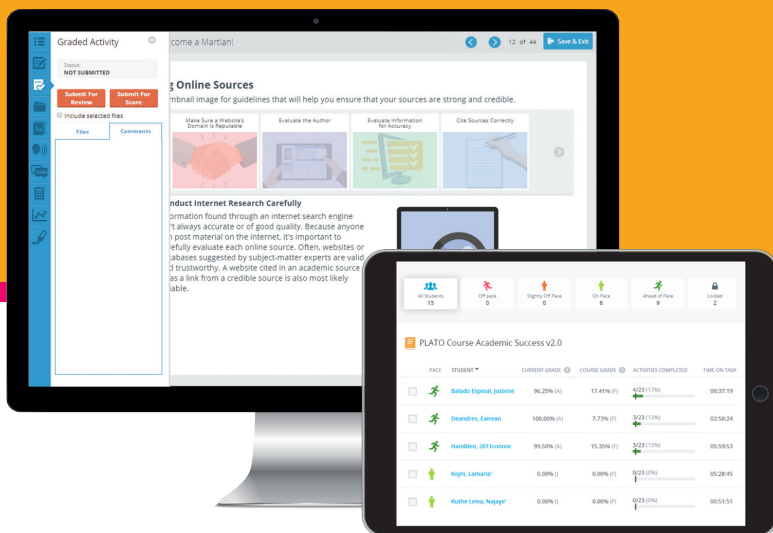 Graded Activity
come a Martian!
12 of 44
Save & Exit
Status:
NOT SUBMITTED
Submit For
Review
Submit For
Score
Include selected files
Files
Comments
g Online Sources
mbnail image for guidelines that will help you ensure that your sources are strong and credible.
Make Sure a Website's
Domain Is Reputable
Evaluate the Author
Evaluate Information
for Accuracy
Cite Sources Correctly
nduct Internet Research Carefully
ormation found through an internet search engine
't always accurate or of good quality. Because anyone
n post material on the internet, it's important to
efully evaluate each online source. Often, websites or
tabases suggested by subject-matter experts are valid
d trustworthy. A website cited in an academic source
as a link from a credible source is also most likely
iable.
All Students
15
Off pace
0
Slightly Off Pace
0
On Pace
6
Ahead of Pace
9
Locked
2
PLATO Course Academic Success v2.0
PACE STUDENT CURRENT GRADE COURSE GRADE ACTIVITIES COMPLETED TIME ON TASK
Balado Espinal, Justene 96.25% (A) 17.41% (F) 4/23 (17%) 00:37:19
Deandres, Eairean 100.00% (A) 7.73% (F) 3/23 (13%) 02:50:24
Hamblen, 2011connor 99.50% (A) 15.35% (F) 3/23 (13%) 05:59:53
Kojm, Lamaria' 0.00% () 0.00% (F) 0/23 (0%) 05:28:45
Kuthe Leiva, Najaye' 0.00% () 0.00% (F) 0/23 (0%) 00:51:51